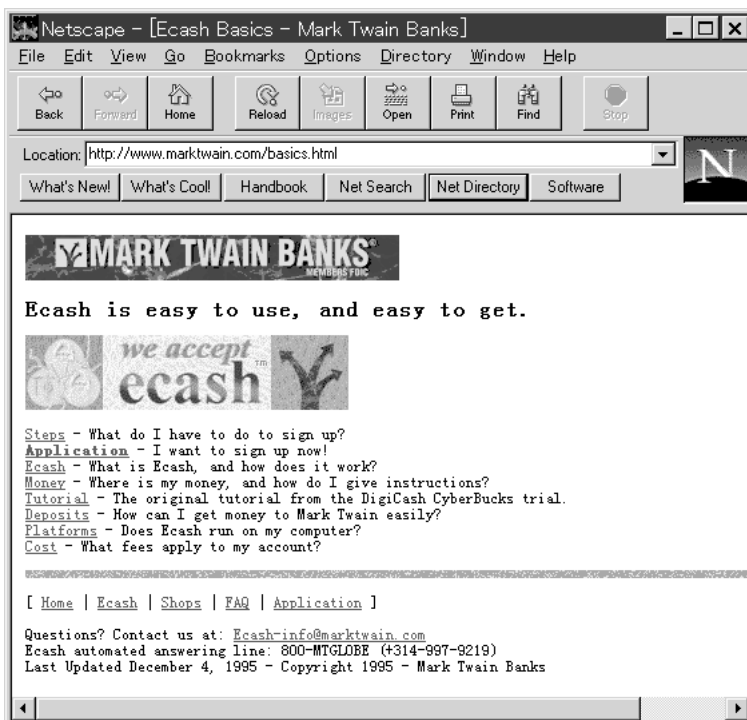 Netscape - [Ecash Basics - Mark Twain Banks]
File Edit View Go Bookmarks Options Directory Window Help
Back Forward Home Reload Images Open Print Find Stop
Location: http://www.marktwain.com/basics.html
N
What's New! What's Cool! Handbook Net Search Net Directory Software
MARK TWAIN BANKS®
MEMBERS FDIC
Ecash is easy to use, and easy to get.
we accept
ecash™
Steps - What do I have to do to sign up?
Application - I want to sign up now!
Ecash - What is Ecash, and how does it work?
Money - Where is my money, and how do I give instructions?
Tutorial - The original tutorial from the DigiCash CyberBucks trial.
Deposits - How can I get money to Mark Twain easily?
Platforms - Does Ecash run on my computer?
Cost - What fees apply to my account?
[ Home | Ecash | Shops | FAQ | Application ]
Questions? Contact us at: Ecash-info@marktwain.com
Ecash automated answering line: 800-MTGLOBE (+314-997-9219)
Last Updated December 4, 1995 - Copyright 1995 - Mark Twain Banks